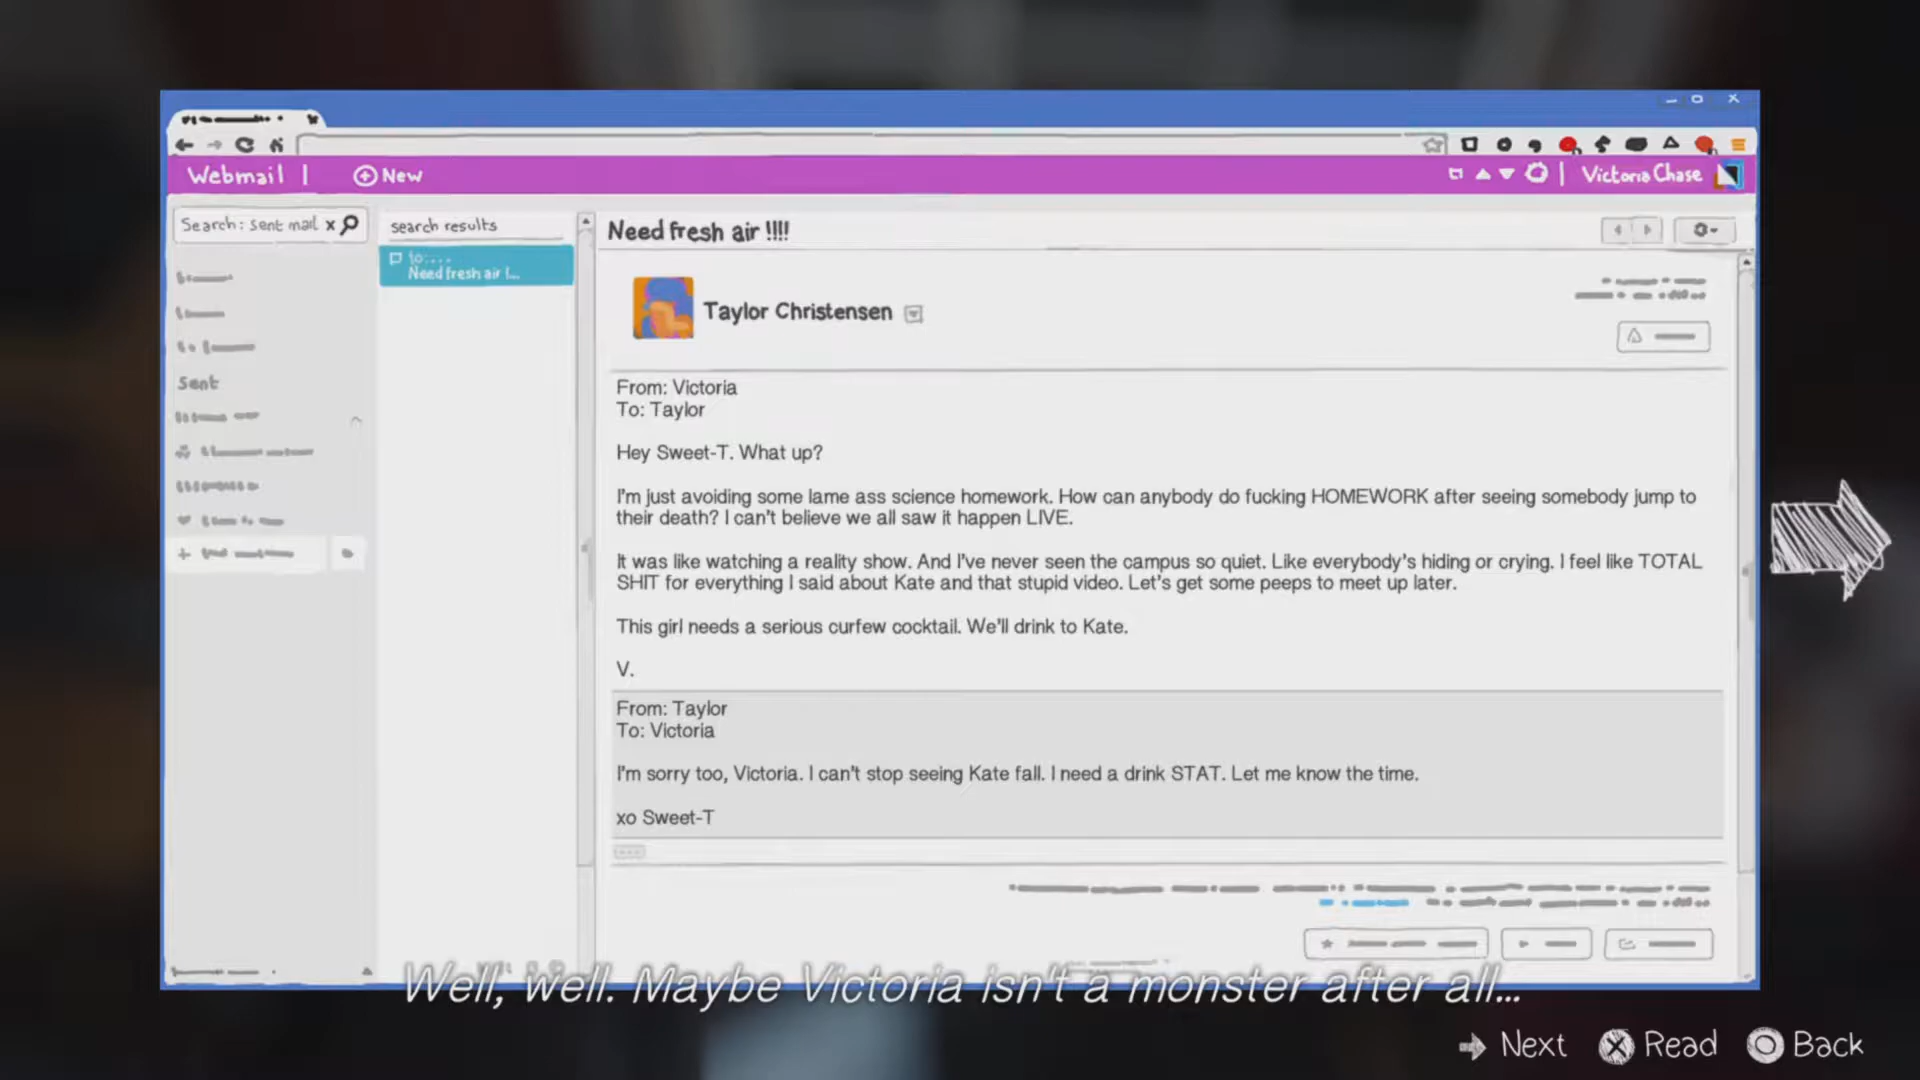 Webmail | New
Victoria Chase
Search: sent mail x
search results
to:...
Need fresh air !...
Sent
Need fresh air !!!!
Taylor Christensen
From: Victoria
To: Taylor
Hey Sweet-T. What up?
I'm just avoiding some lame ass science homework. How can anybody do fucking HOMEWORK after seeing somebody jump to
their death? I can't believe we all saw it happen LIVE.
It was like watching a reality show. And I've never seen the campus so quiet. Like everybody's hiding or crying. I feel like TOTAL
SHIT for everything I said about Kate and that stupid video. Let's get some peeps to meet up later.
This girl needs a serious curfew cocktail. We'll drink to Kate.
V.
From: Taylor
To: Victoria
I'm sorry too, Victoria. I can't stop seeing Kate fall. I need a drink STAT. Let me know the time.
xo Sweet-T
Well, well. Maybe Victoria isn't a monster after all...
Next Read Back